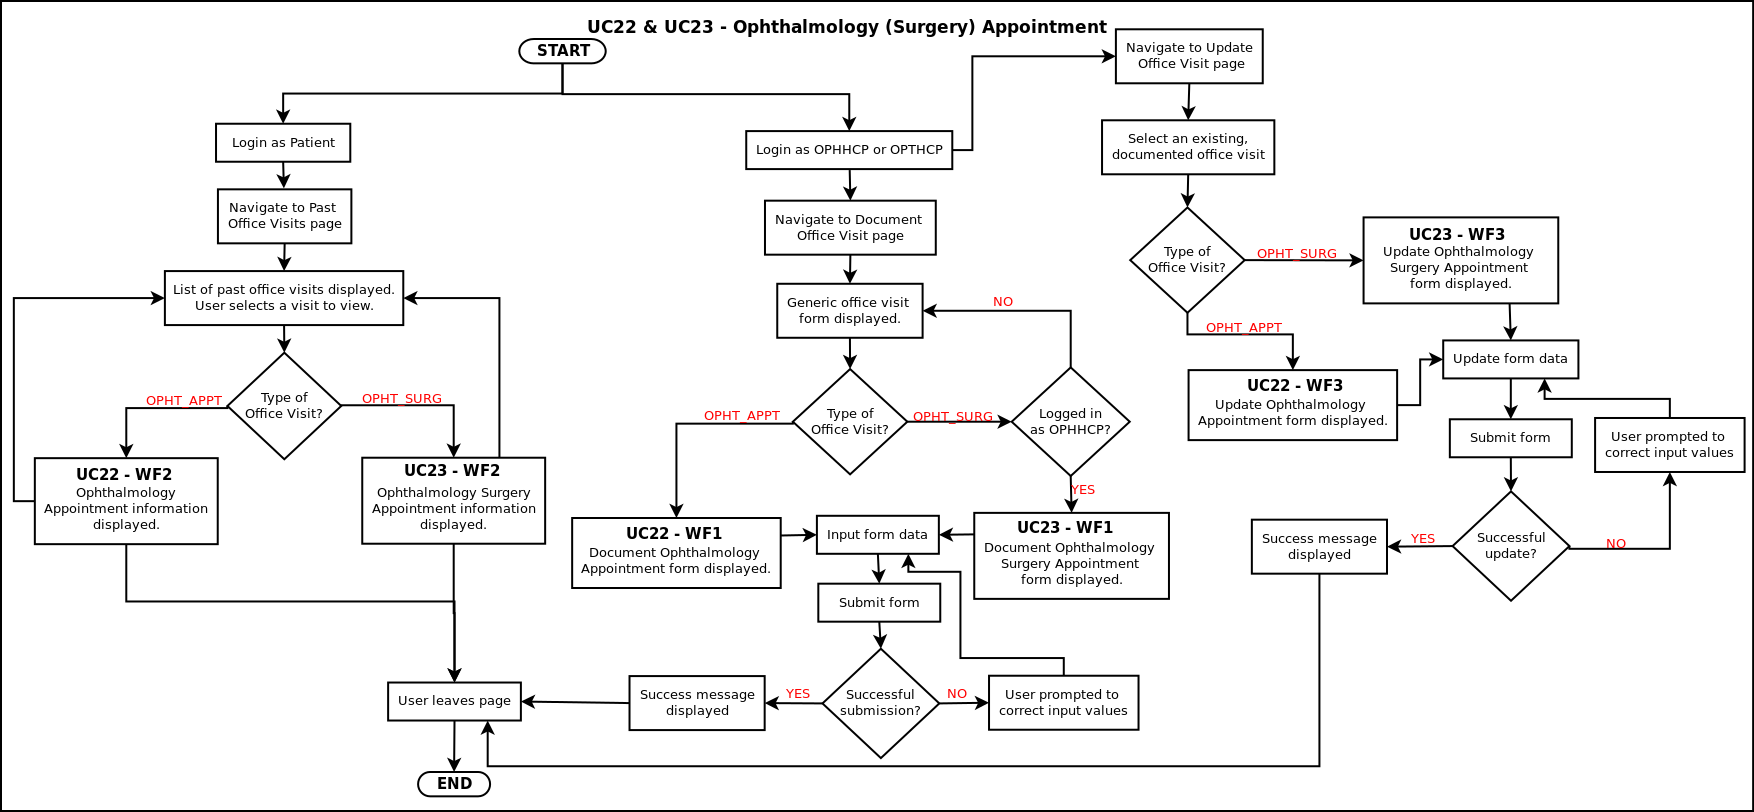 UC22 & UC23 - Ophthalmology (Surgery) Appointment
START
Login as Patient
Navigate to Past
Office Visits page
List of past office visits displayed.
User selects a visit to view.
Type of
Office Visit?
OPHT_APPT
OPHT_SURG
UC22 - WF2
Ophthalmology
Appointment information
displayed.
UC23 - WF2
Ophthalmology Surgery
Appointment information
displayed.
User leaves page
END
Login as OPHHCP or OPTHCP
Navigate to Document
Office Visit page
Generic office visit
form displayed.
NO
Type of
Office Visit?
OPHT_APPT
OPHT_SURG
Logged in
as OPHHCP?
YES
UC22 - WF1
Document Ophthalmology
Appointment form displayed.
Input form data
UC23 - WF1
Document Ophthalmology
Surgery Appointment
form displayed.
Submit form
Successful
submission?
YES
NO
Success message
displayed
User prompted to
correct input values
Navigate to Update
Office Visit page
Select an existing,
documented office visit
Type of
Office Visit?
OPHT_SURG
OPHT_APPT
UC23 - WF3
Update Ophthalmology
Surgery Appointment
form displayed.
UC22 - WF3
Update Ophthalmology
Appointment form displayed.
Update form data
Submit form
User prompted to
correct input values
Successful
update?
YES
NO
Success message
displayed